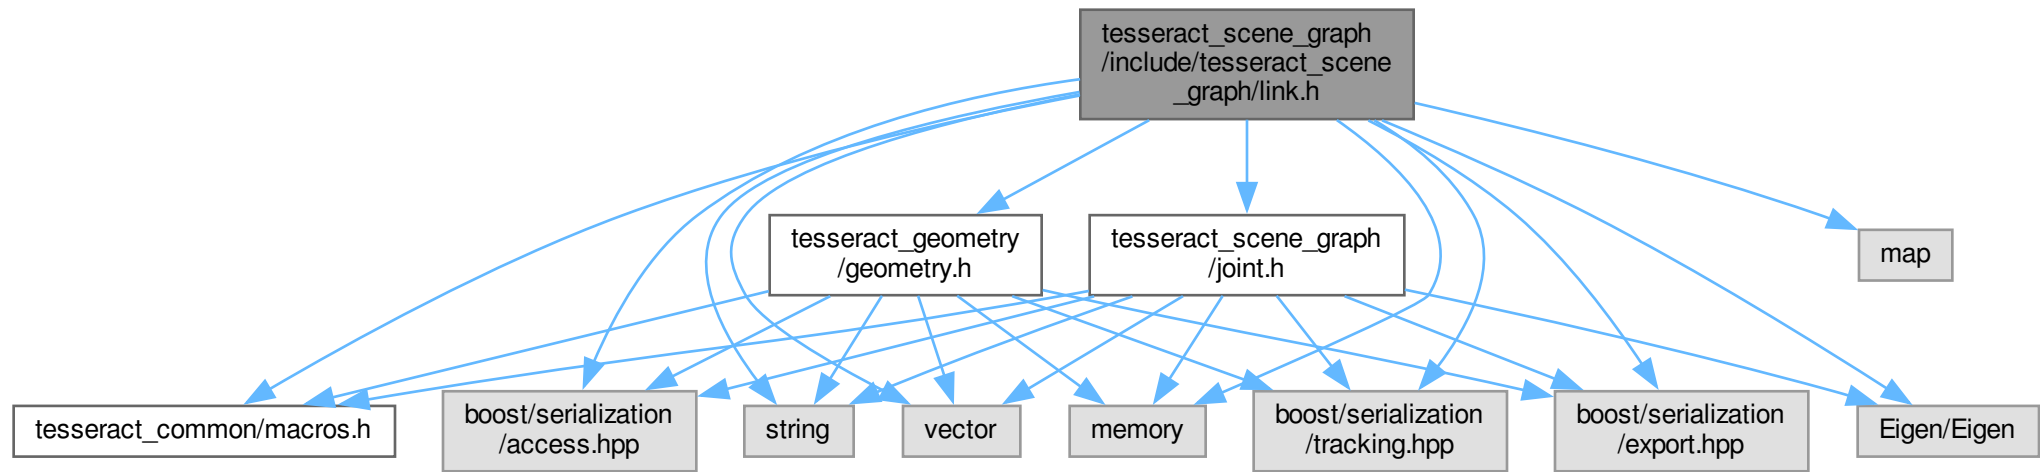 tesseract_scene_graph
/include/tesseract_scene
_graph/link.h
tesseract_geometry
/geometry.h
tesseract_scene_graph
/joint.h
map
tesseract_common/macros.h
boost/serialization
/access.hpp
string
vector
memory
boost/serialization
/tracking.hpp
boost/serialization
/export.hpp
Eigen/Eigen